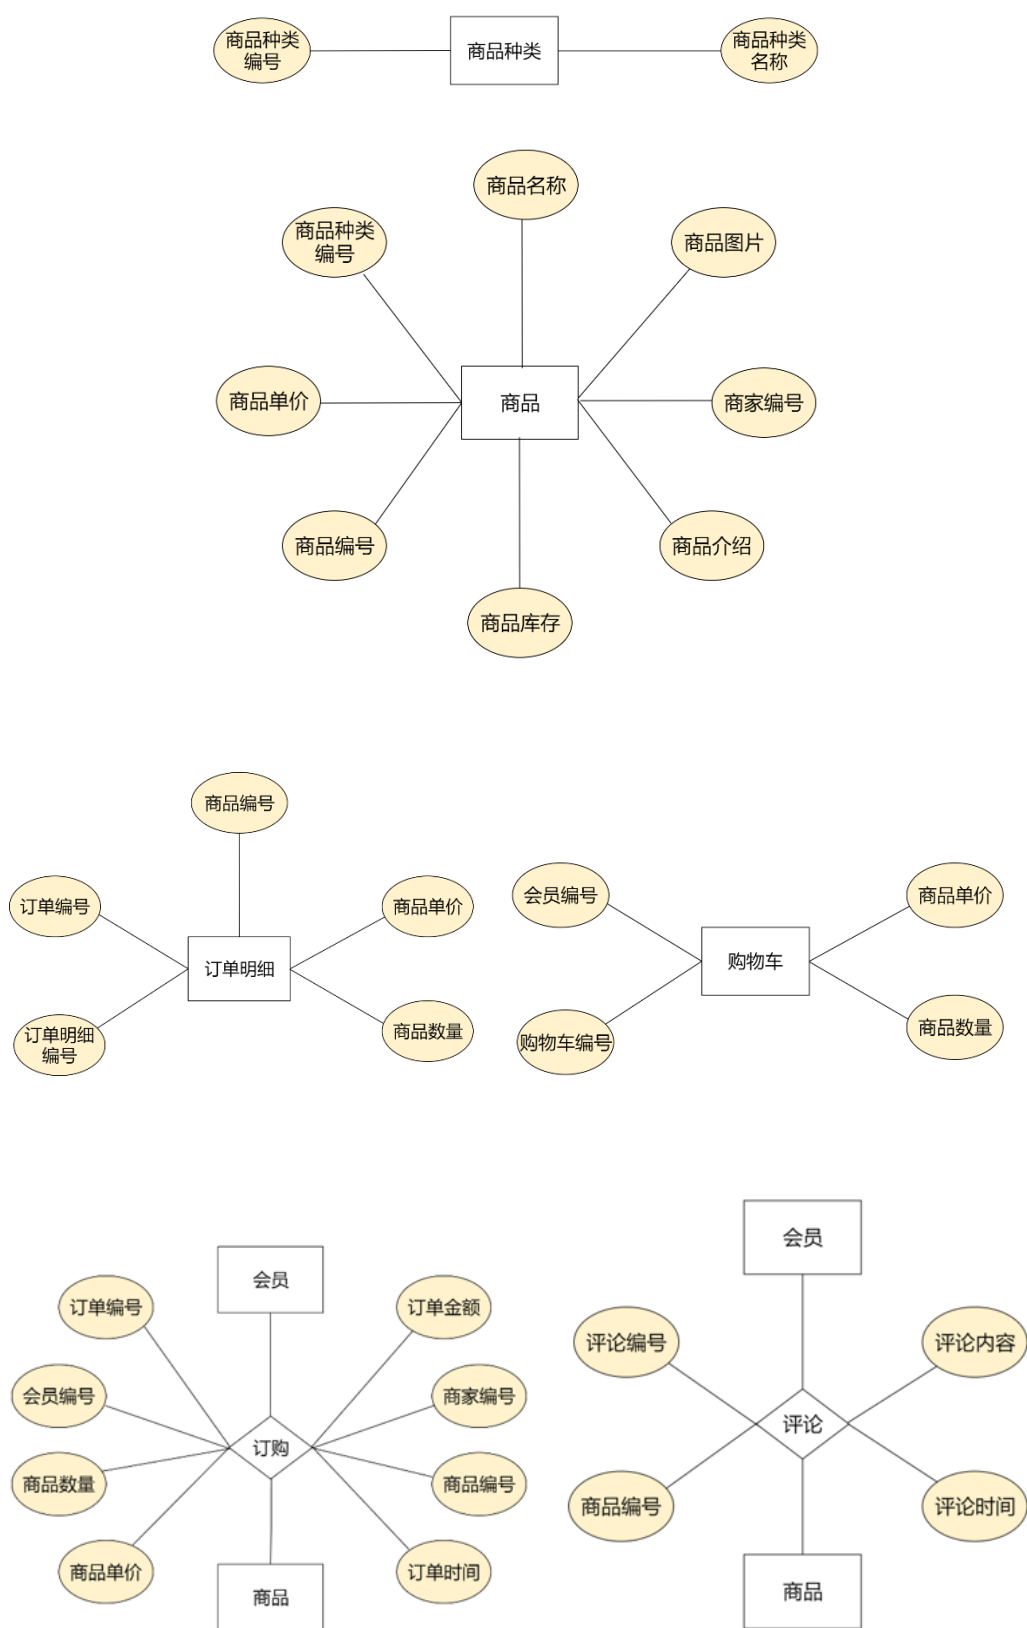 商品种类
编号
商品种类
商品种类
名称
商品名称
商品种类
编号
商品图片
商品单价
商品
商家编号
商品编号
商品介绍
商品库存
商品编号
订单编号
商品单价
订单明细
订单明细
编号
商品数量
会员编号
商品单价
购物车
购物车编号
商品数量
会员
订单编号
订单金额
会员编号
商家编号
订购
商品数量
商品编号
商品单价
订单时间
商品
会员
评论编号
评论内容
评论
商品编号
评论时间
商品